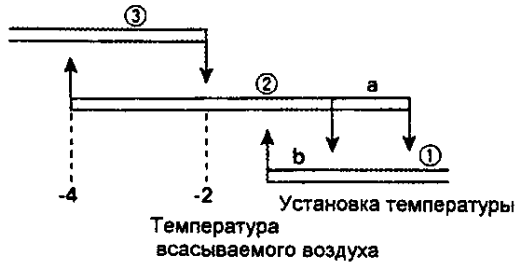 ③
② a
b ①
-4 -2 Установка температуры
Температура
всасываемого воздуха